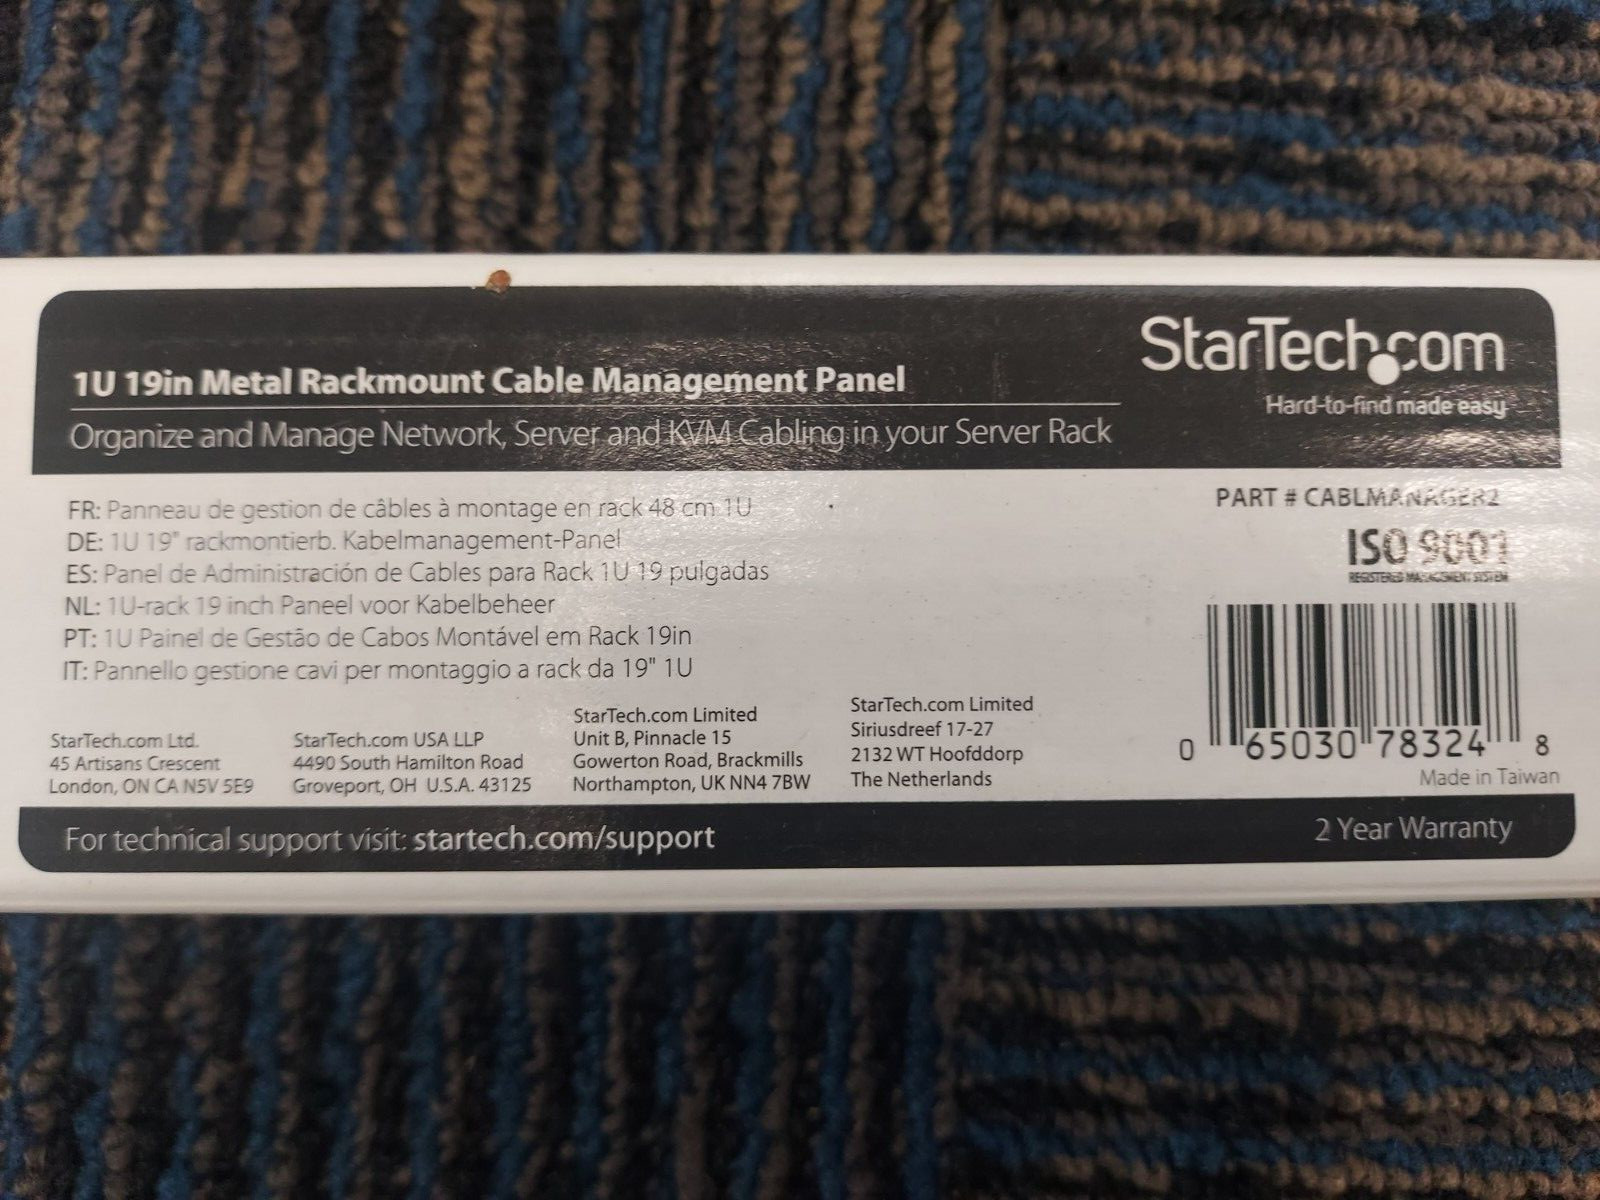 1U 19in Metal Rackmount Cable Management Panel
Organize and Manage Network, Server and KVM Cabling in your Server Rack
StarTech.com
Hard-to-find made easy
FR: Panneau de gestion de câbles à montage en rack 48 cm 1U
DE: 1U 19" rackmontierb. Kabelmanagement-Panel
ES: Panel de Administración de Cables para Rack 1U 19 pulgadas
NL: 1U-rack 19 inch Paneel voor Kabelbeheer
PT: 1U Painel de Gestão de Cabos Montável em Rack 19in
IT: Pannello gestione cavi per montaggio a rack da 19" 1U
PART # CABLMANAGER2
ISO 9001
REGISTERED MANAGEMENT SYSTEM
0 65030 78324 8
Made in Taiwan
StarTech.com Ltd.
45 Artisans Crescent
London, ON CA N5V 5E9
StarTech.com USA LLP
4490 South Hamilton Road
Groveport, OH U.S.A. 43125
StarTech.com Limited
Unit B, Pinnacle 15
Gowerton Road, Brackmills
Northampton, UK NN4 7BW
StarTech.com Limited
Siriusdreef 17-27
2132 WT Hoofddorp
The Netherlands
For technical support visit: startech.com/support
2 Year Warranty